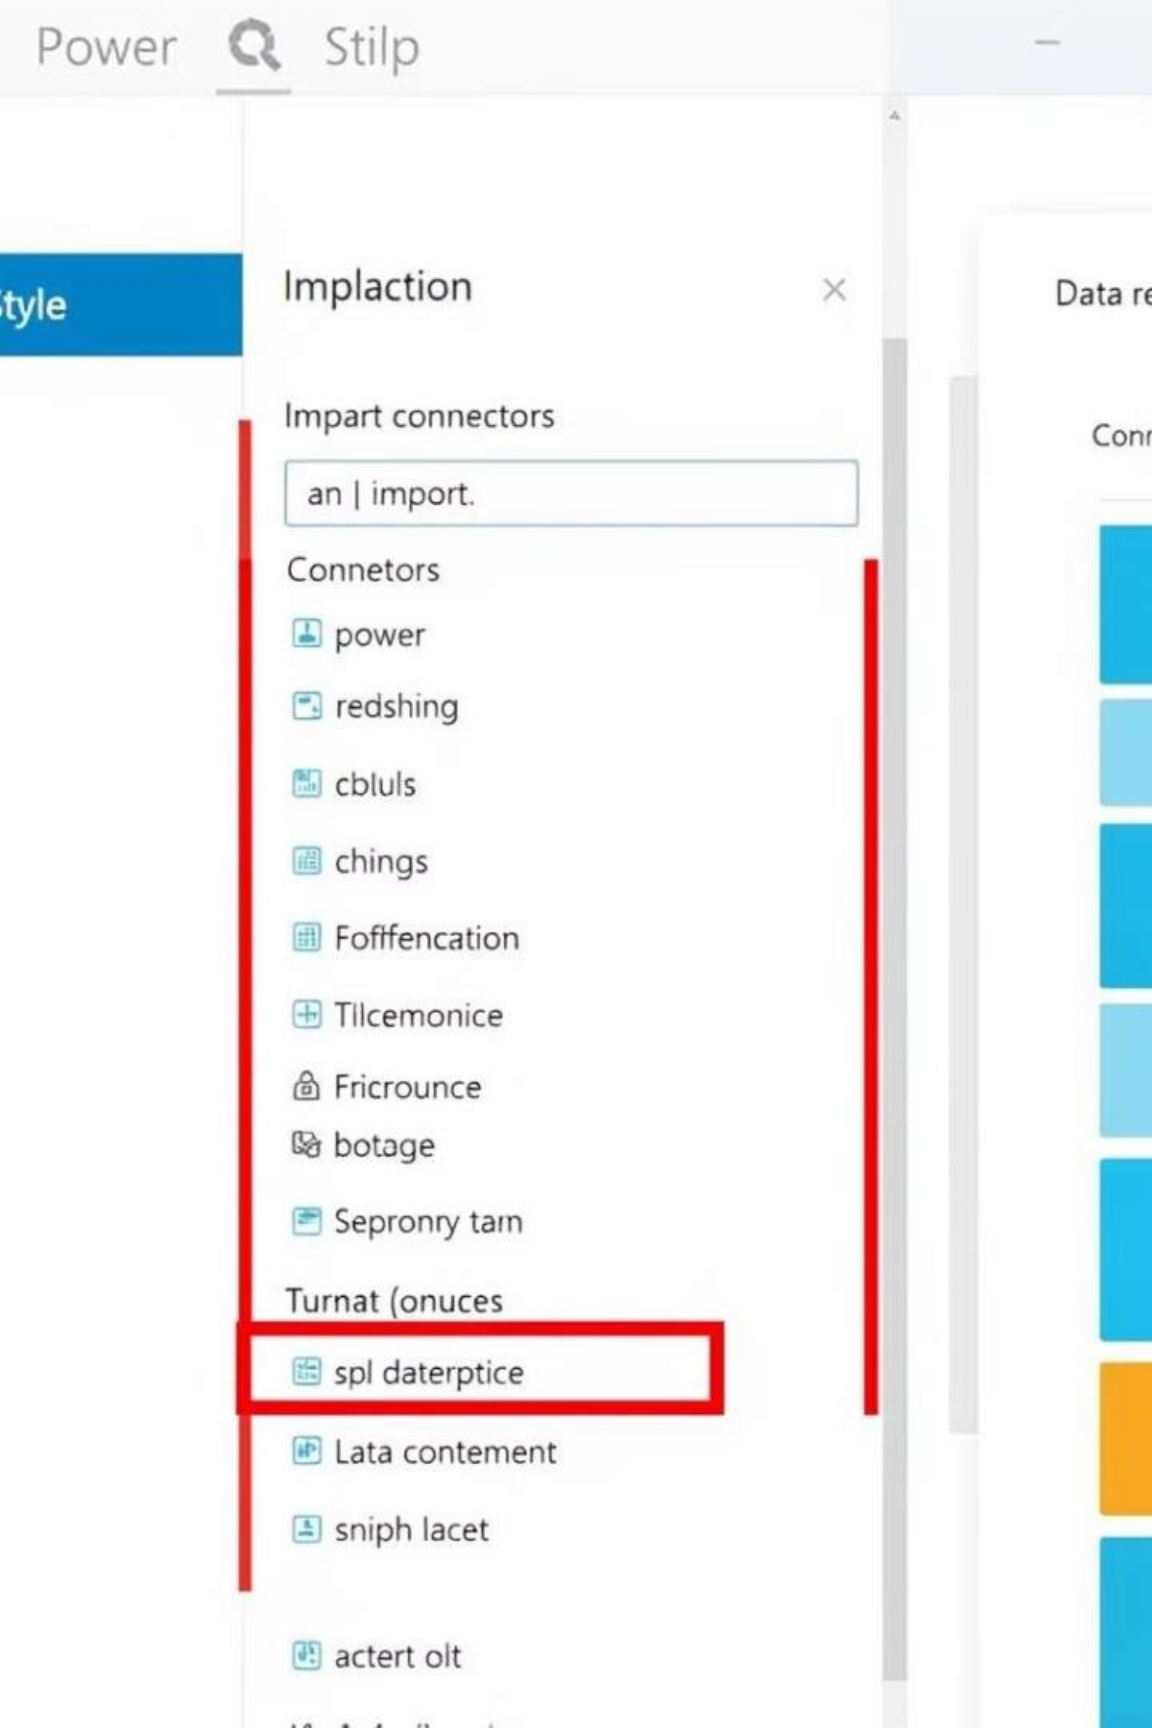 Power Stilp
Style
Implaction
Data re
Impart connectors
Conn
an | import.
Connetors
power
redshing
cbluls
chings
Fofffencation
Tilcemonice
Fricrounce
botage
Sepronry tam
Turnat (onuces
spl daterptice
Lata contement
sniph lacet
actert olt